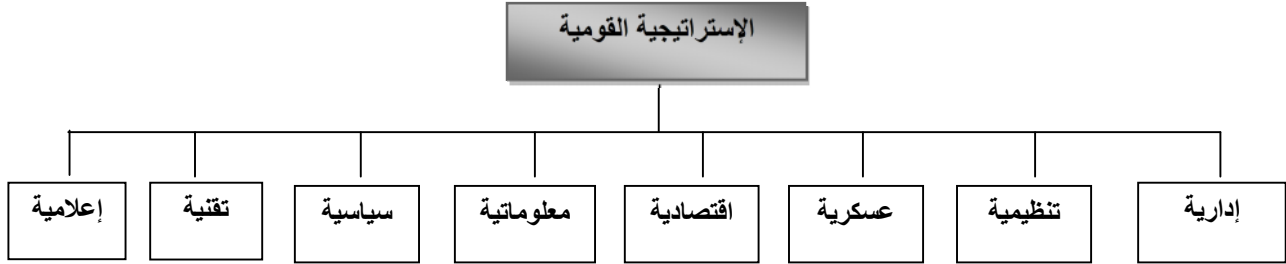 الإستراتيجية القومية
إدارية
تنظيمية
عسكرية
اقتصادية
معلوماتية
سياسية
تقنية
إعلامية